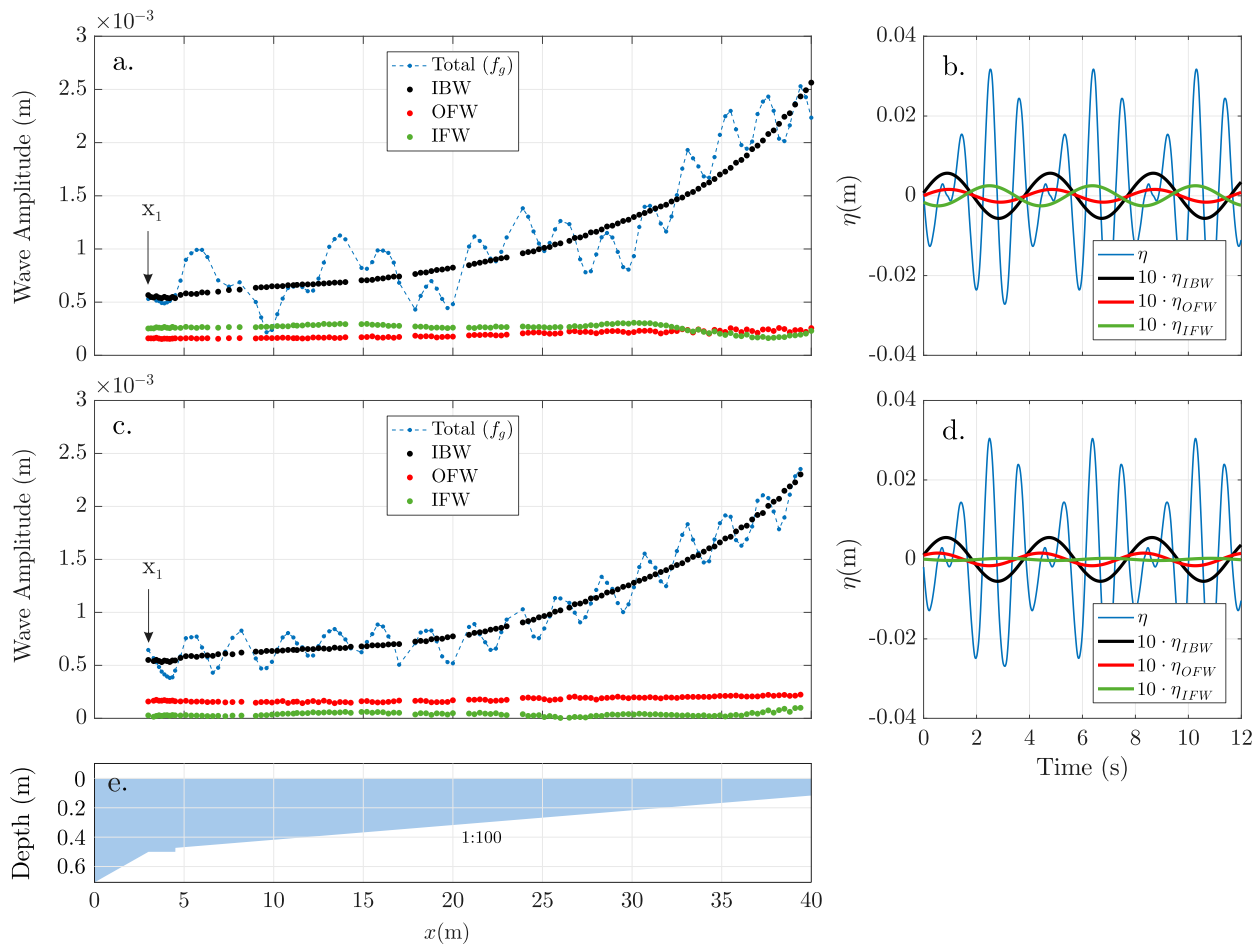 ×10⁻³
3
2.5
2
1.5
1
0.5
0
Wave Amplitude (m)
a.
Total (f_g)
IBW
OFW
IFW
x₁
0.04
0.02
0
-0.02
-0.04
η(m)
b.
η
10 · η_IBW
10 · η_OFW
10 · η_IFW
×10⁻³
3
2.5
2
1.5
1
0.5
0
Wave Amplitude (m)
c.
Total (f_g)
IBW
OFW
IFW
x₁
0.04
0.02
0
-0.02
-0.04
η(m)
d.
η
10 · η_IBW
10 · η_OFW
10 · η_IFW
0 2 4 6 8 10 12
Time (s)
0
0.2
0.4
0.6
Depth (m)
e.
1:100
0 5 10 15 20 25 30 35 40
x(m)